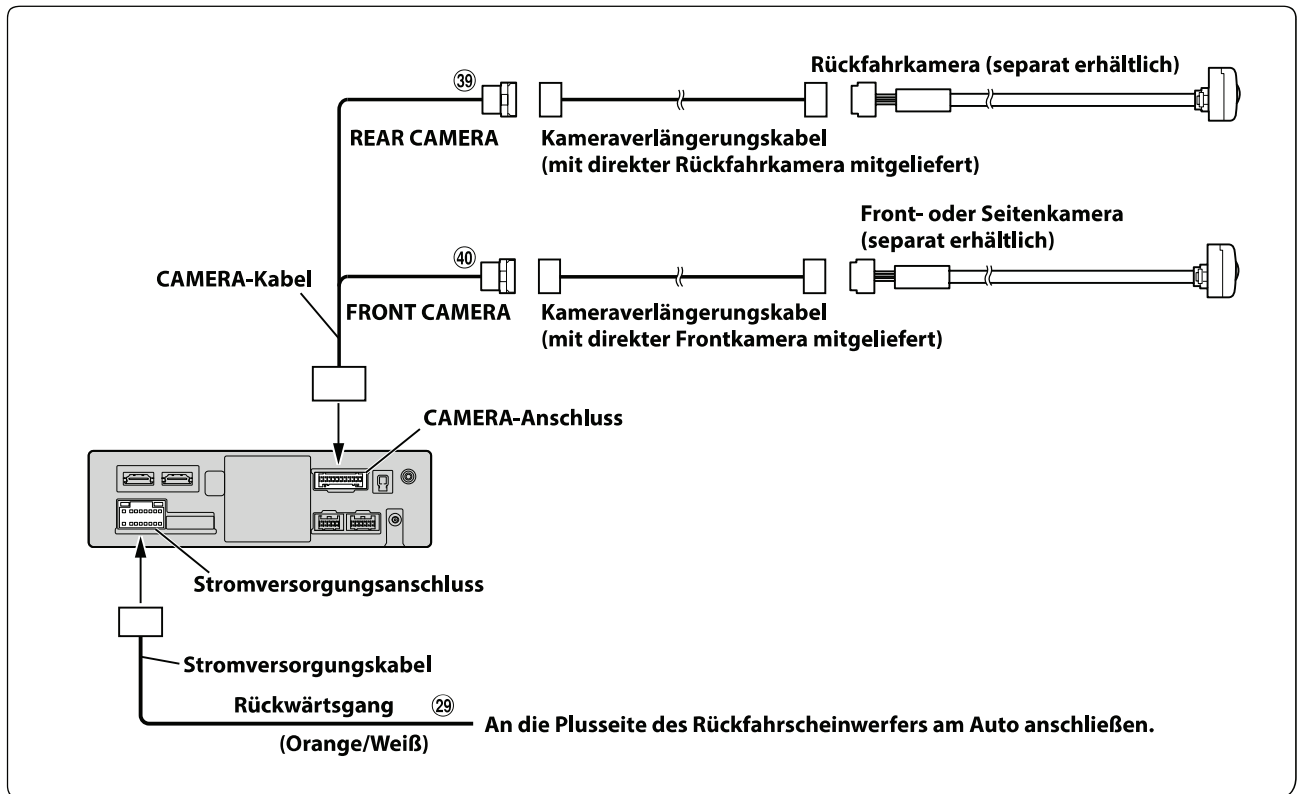 Rückfahrkamera (separat erhältlich)
㊴
REAR CAMERA
Kameraverlängerungskabel
(mit direkter Rückfahrkamera mitgeliefert)
Front- oder Seitenkamera
(separat erhältlich)
㊵
CAMERA-Kabel
FRONT CAMERA
Kameraverlängerungskabel
(mit direkter Frontkamera mitgeliefert)
CAMERA-Anschluss
Stromversorgungsanschluss
Stromversorgungskabel
Rückwärtsgang ㉙
(Orange/Weiß)
An die Plusseite des Rückfahrscheinwerfers am Auto anschließen.